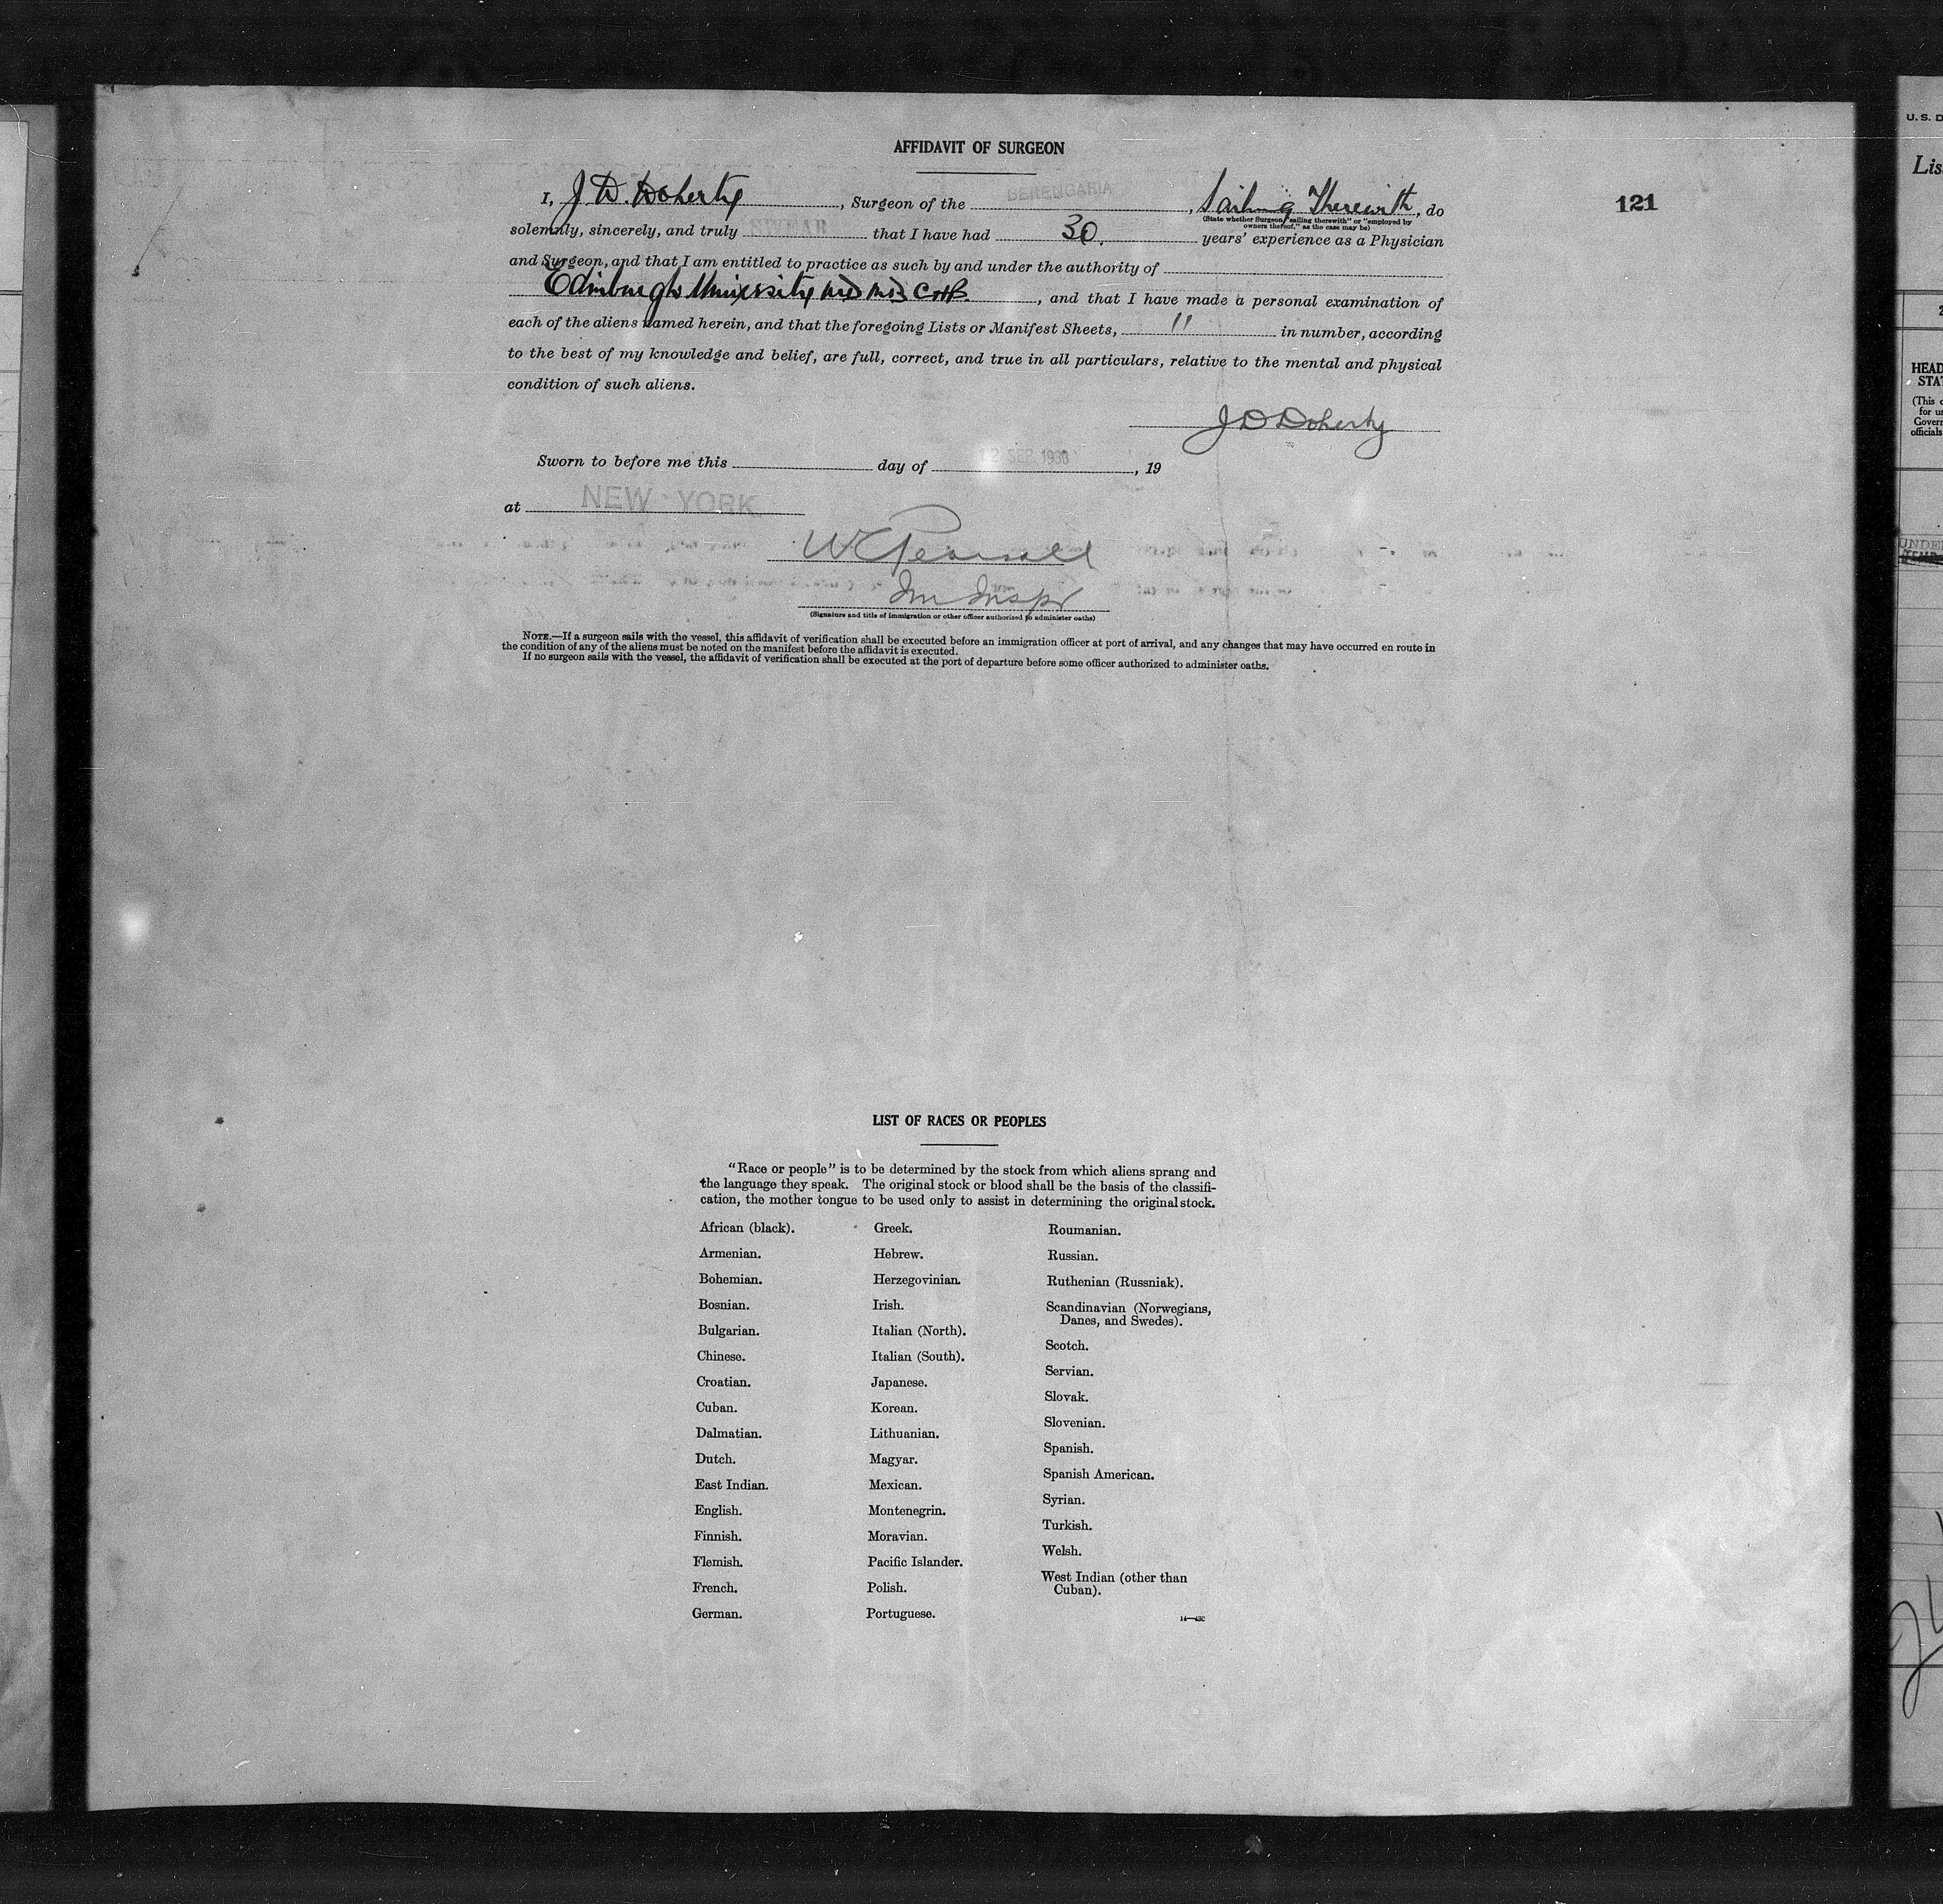 AFFIDAVIT OF SURGEON
121
I, J D. Doherty, Surgeon of the BERENGARIA, Sailing Therewith, do
(State whether Surgeon "sailing therewith" or "employed by
owners thereof," as the case may be)
solemnly, sincerely, and truly SWEAR that I have had 30. years' experience as a Physician
and Surgeon, and that I am entitled to practice as such by and under the authority of
Edinburgh University MD MB CHB., and that I have made a personal examination of
each of the aliens named herein, and that the foregoing Lists or Manifest Sheets, 11 in number, according
to the best of my knowledge and belief, are full, correct, and true in all particulars, relative to the mental and physical
condition of such aliens.
J D Doherty
Sworn to before me this day of 12 SEP. 1930, 19
at NEW YORK
W Pearsall
Im Inspr
(Signature and title of immigration or other officer authorized to administer oaths)
NOTE.—If a surgeon sails with the vessel, this affidavit of verification shall be executed before an immigration officer at port of arrival, and any changes that may have occurred en route in
the condition of any of the aliens must be noted on the manifest before the affidavit is executed.
If no surgeon sails with the vessel, the affidavit of verification shall be executed at the port of departure before some officer authorized to administer oaths.
LIST OF RACES OR PEOPLES
"Race or people" is to be determined by the stock from which aliens sprang and
the language they speak. The original stock or blood shall be the basis of the classifi-
cation, the mother tongue to be used only to assist in determining the original stock.
African (black).
Armenian.
Bohemian.
Bosnian.
Bulgarian.
Chinese.
Croatian.
Cuban.
Dalmatian.
Dutch.
East Indian.
English.
Finnish.
Flemish.
French.
German.
Greek.
Hebrew.
Herzegovinian.
Irish.
Italian (North).
Italian (South).
Japanese.
Korean.
Lithuanian.
Magyar.
Mexican.
Montenegrin.
Moravian.
Pacific Islander.
Polish.
Portuguese.
Roumanian.
Russian.
Ruthenian (Russniak).
Scandinavian (Norwegians,
Danes, and Swedes).
Scotch.
Servian.
Slovak.
Slovenian.
Spanish.
Spanish American.
Syrian.
Turkish.
Welsh.
West Indian (other than
Cuban).
U. S. D
Lis
HEAD
STAT
(This c
for us
Govern
officials
UNDE